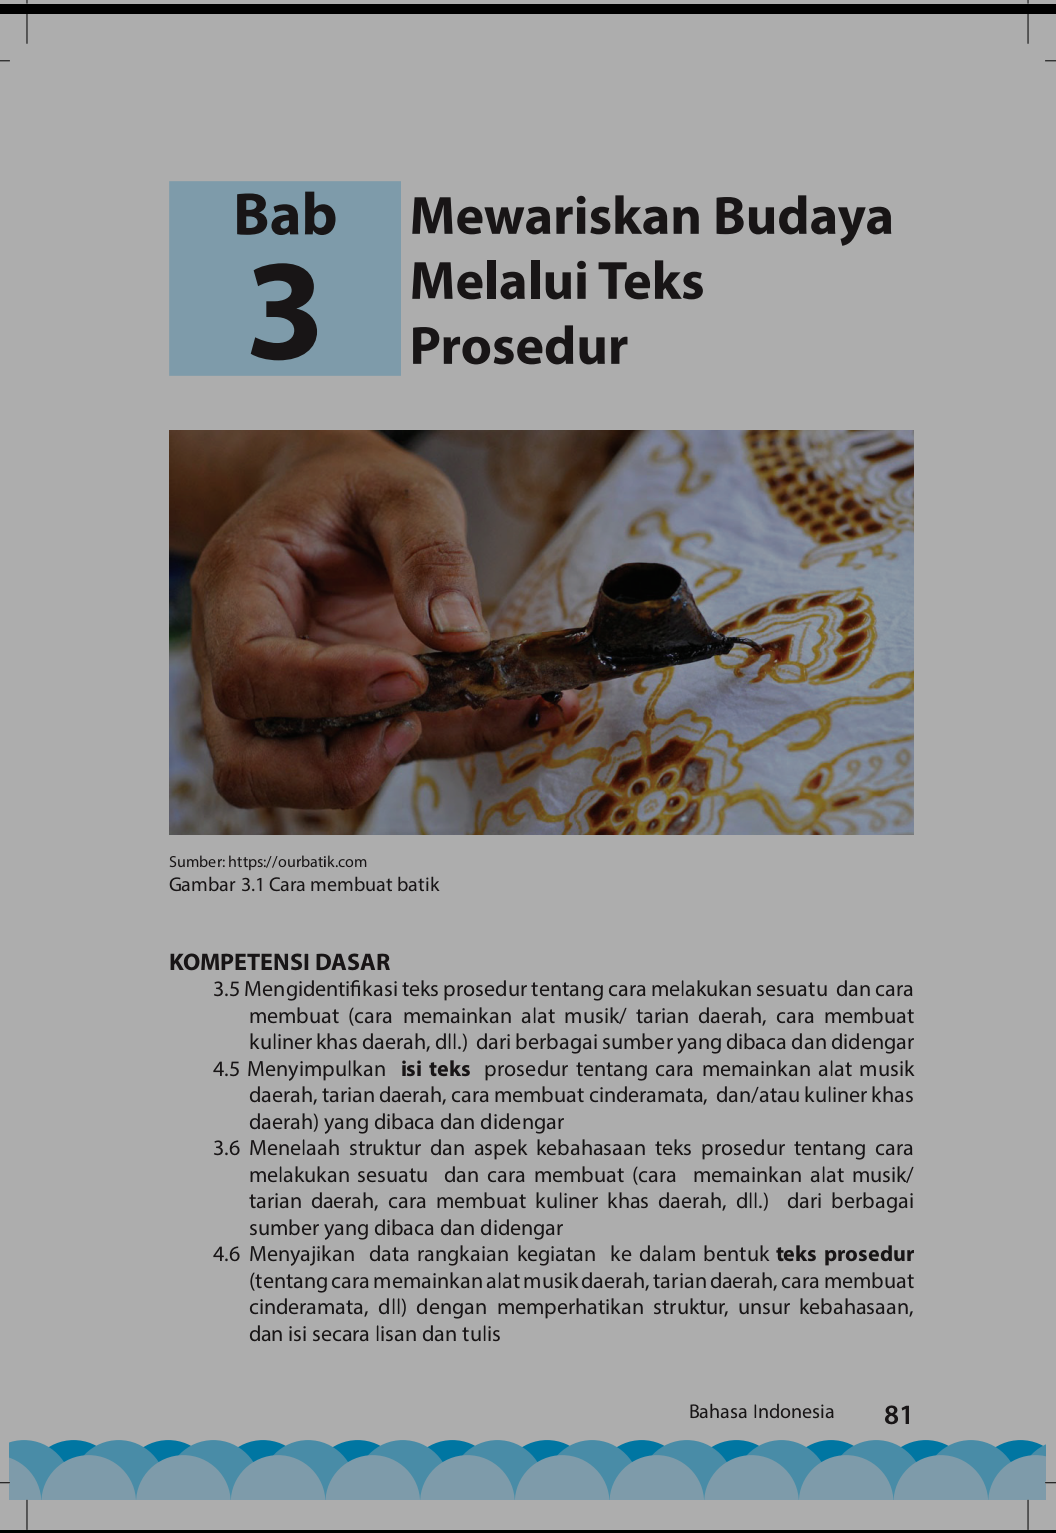 Bab
3
Mewariskan Budaya
Melalui Teks
Prosedur
Sumber: https://ourbatik.com
Gambar 3.1 Cara membuat batik
KOMPETENSI DASAR
3.5 Mengidentifikasi teks prosedur tentang cara melakukan sesuatu dan cara
membuat (cara memainkan alat musik/ tarian daerah, cara membuat
kuliner khas daerah, dll.) dari berbagai sumber yang dibaca dan didengar
4.5 Menyimpulkan isi teks prosedur tentang cara memainkan alat musik
daerah, tarian daerah, cara membuat cinderamata, dan/atau kuliner khas
daerah) yang dibaca dan didengar
3.6 Menelaah struktur dan aspek kebahasaan teks prosedur tentang cara
melakukan sesuatu dan cara membuat (cara memainkan alat musik/
tarian daerah, cara membuat kuliner khas daerah, dll.) dari berbagai
sumber yang dibaca dan didengar
4.6 Menyajikan data rangkaian kegiatan ke dalam bentuk teks prosedur
(tentang cara memainkan alat musik daerah, tarian daerah, cara membuat
cinderamata, dll) dengan memperhatikan struktur, unsur kebahasaan,
dan isi secara lisan dan tulis
Bahasa Indonesia 81